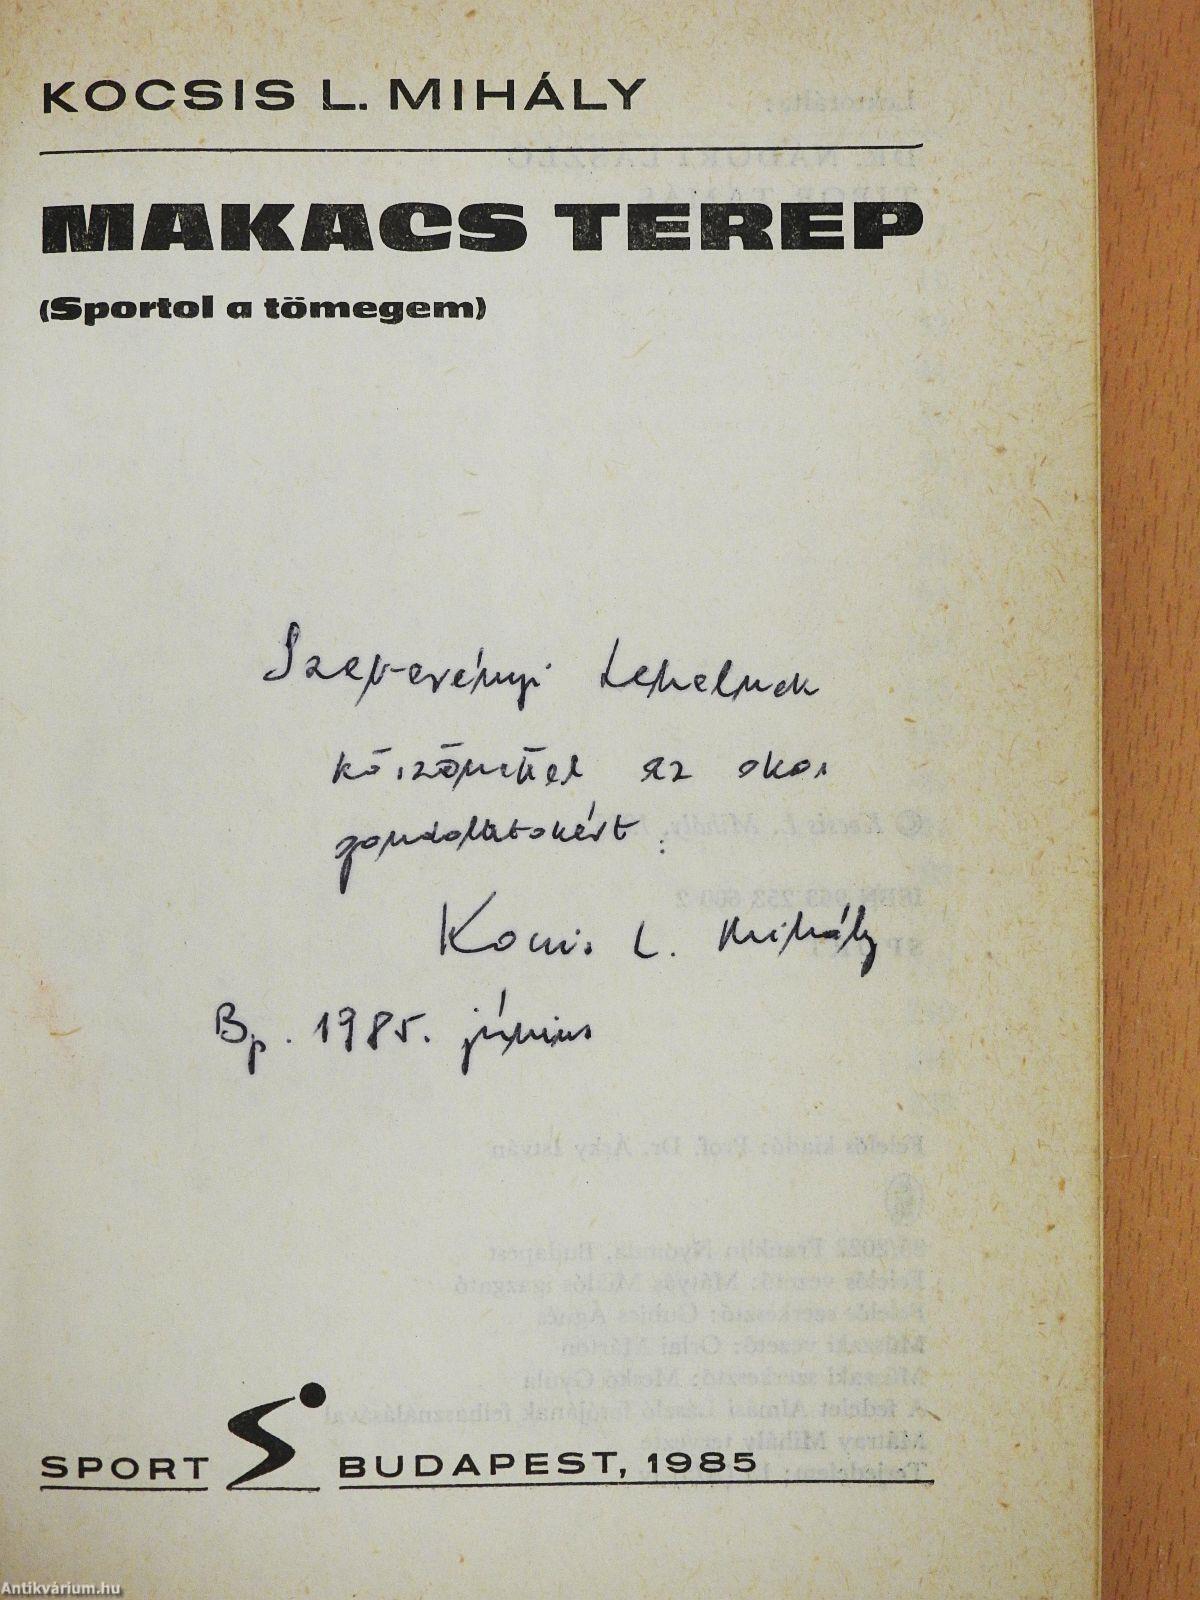 KOCSIS L. MIHÁLY
MAKACS TEREP
(Sportol a tömegem)
Szeverényi Lehelnek
köszönettel az okos
gondolatokért:
Kocsis L. Mihály
Bp. 1985. június
SPORT BUDAPEST, 1985
Antikvárium.hu